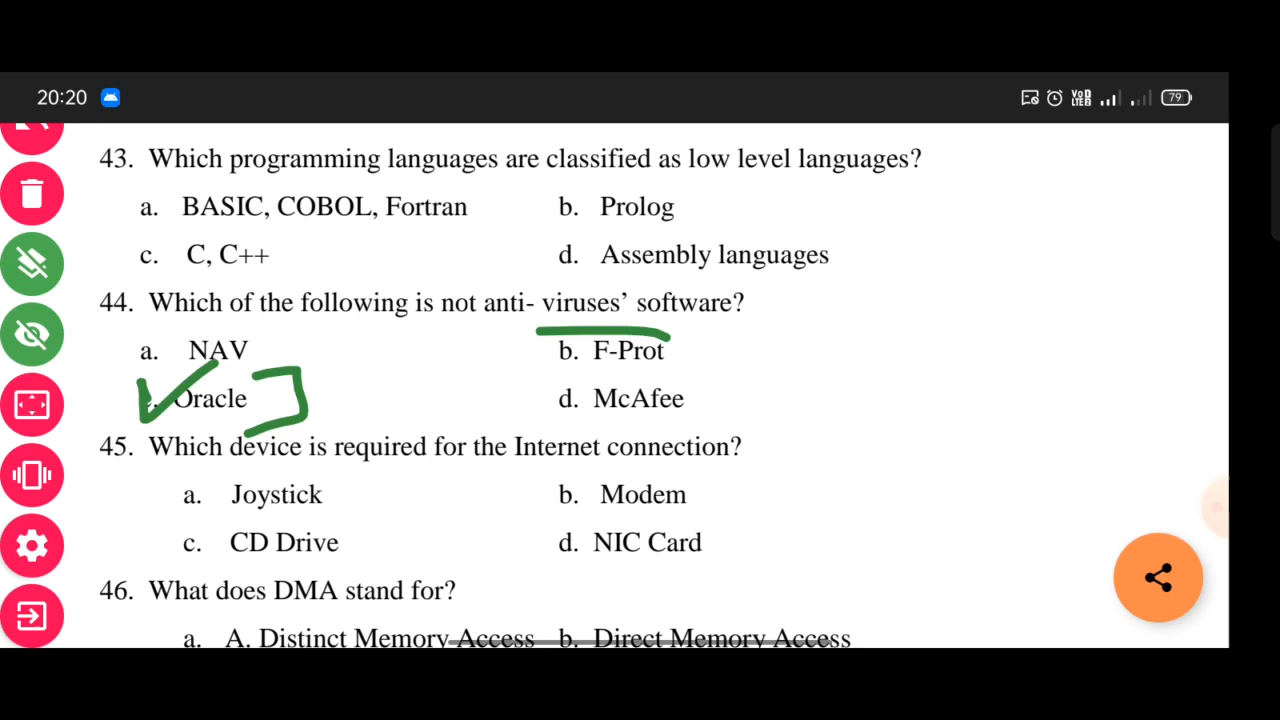 20:20
VoD LTE 79
43. Which programming languages are classified as low level languages?
a. BASIC, COBOL, Fortran b. Prolog
c. C, C++ d. Assembly languages
44. Which of the following is not anti- viruses’ software?
a. NAV b. F-Prot
Oracle d. McAfee
45. Which device is required for the Internet connection?
a. Joystick b. Modem
c. CD Drive d. NIC Card
46. What does DMA stand for?
a. A. Distinct Memory Access b. Direct Memory Access